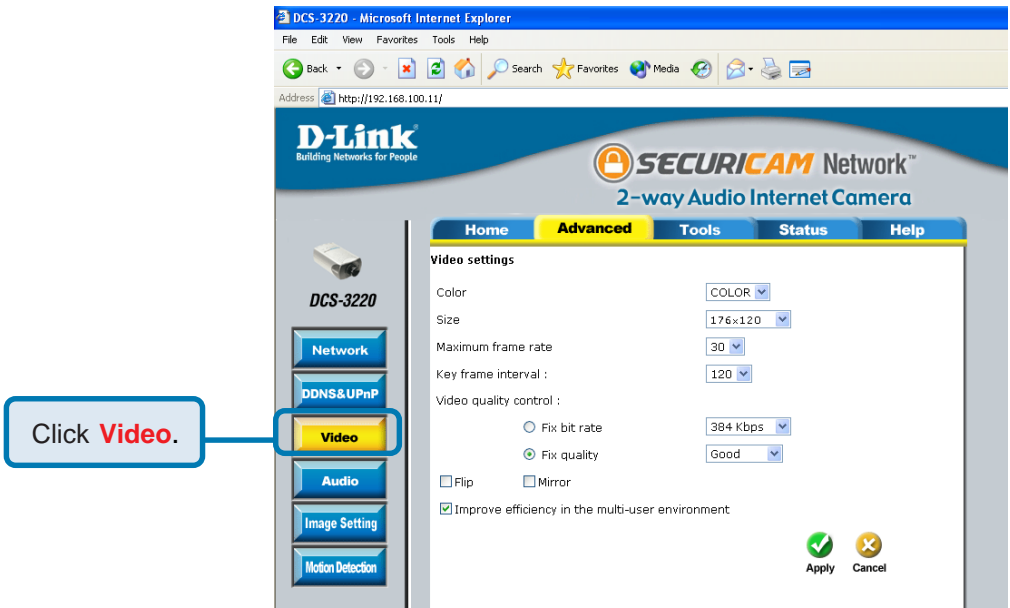 DCS-3220 - Microsoft Internet Explorer
File Edit View Favorites Tools Help
Back Search Favorites Media
Address http://192.168.100.11/
D-Link
Building Networks for People
SECURICAM Network™
2-way Audio Internet Camera
Home Advanced Tools Status Help
Video settings
DCS-3220
Color COLOR
Size 176×120
Maximum frame rate 30
Key frame interval : 120
Video quality control :
Fix bit rate 384 Kbps
Fix quality Good
Flip Mirror
Improve efficiency in the multi-user environment
Apply Cancel
Network
DDNS&UPnP
Video
Audio
Image Setting
Motion Detection
Click Video.